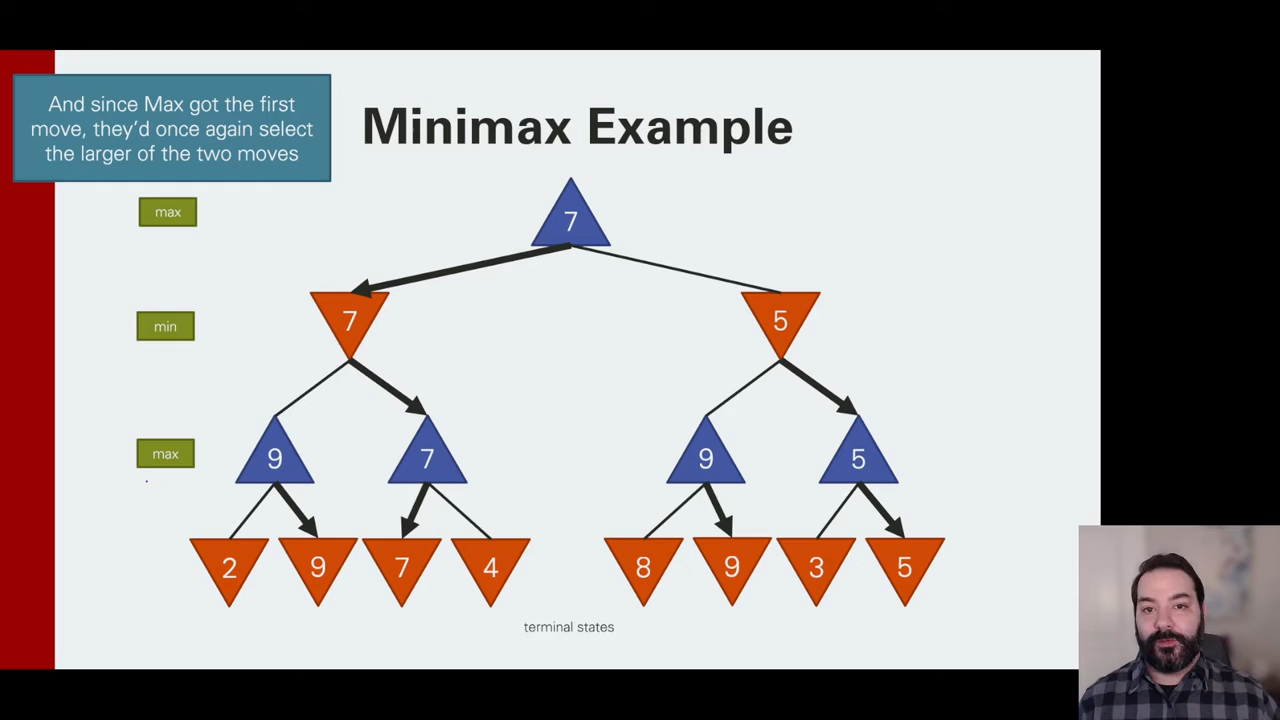 And since Max got the first
move, they'd once again select
the larger of the two moves
Minimax Example
max
7
min
7
5
max
9
7
9
5
2
9
7
4
8
9
3
5
terminal states